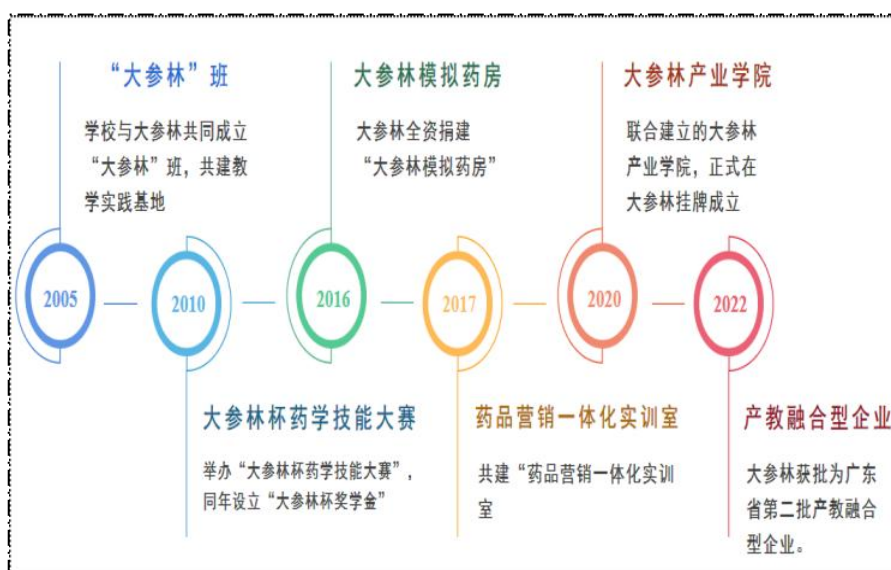 “大参林”班
学校与大参林共同成立
“大参林”班，共建教
学实践基地
大参林模拟药房
大参林全资捐建
“大参林模拟药房”
大参林产业学院
联合建立的大参林
产业学院，正式在
大参林挂牌成立
2005
2010
2016
2017
2020
2022
大参林杯药学技能大赛
举办“大参林杯药学技能大赛”，
同年设立“大参林杯奖学金”
药品营销一体化实训室
共建“药品营销一体化实训
室
产教融合型企业
大参林获批为广东
省第二批产教融合
型企业。